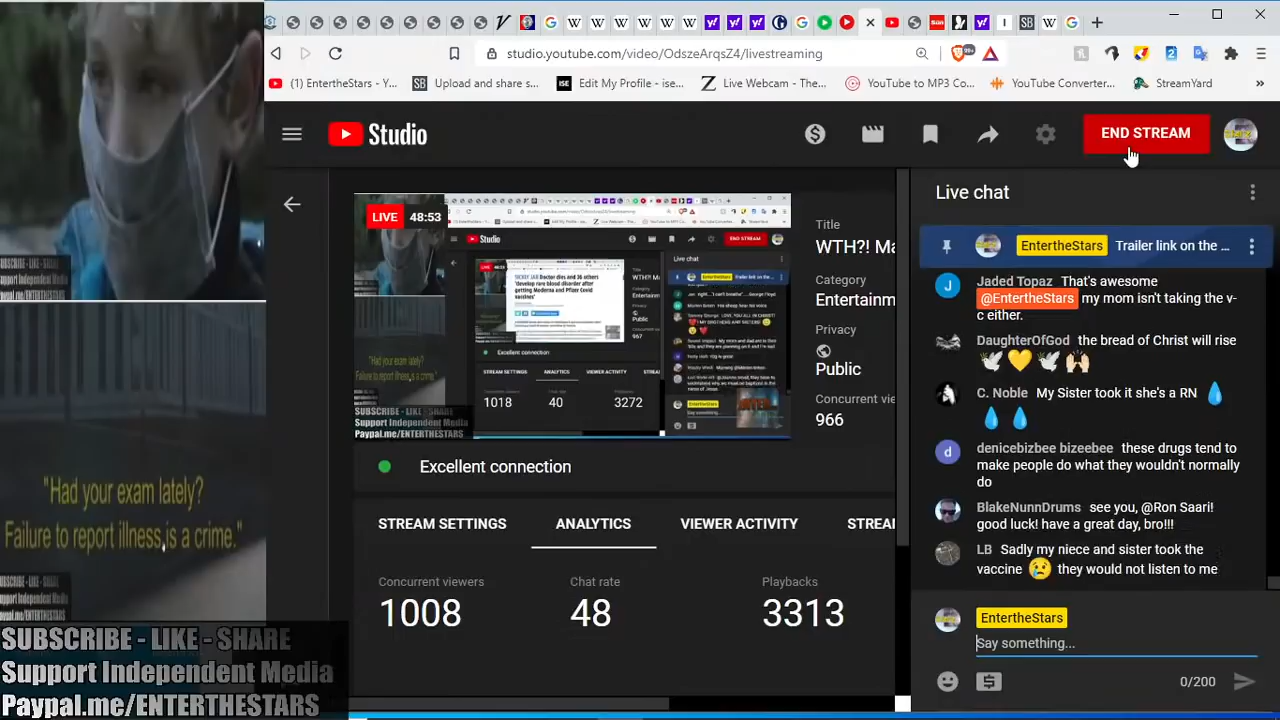 studio.youtube.com/video/OdszeArqsZ4/livestreaming
(1) EntertheStars - Y...
Upload and share s...
Edit My Profile - ise...
Live Webcam - The...
YouTube to MP3 Co...
YouTube Converter...
StreamYard
Studio
END STREAM
LIVE 48:53
Title
WTH?! Ma
Category
Entertainm
Privacy
Public
Concurrent vie
966
Excellent connection
STREAM SETTINGS
ANALYTICS
VIEWER ACTIVITY
STREA
Concurrent viewers
1008
Chat rate
48
Playbacks
3313
Live chat
EntertheStars Trailer link on the ...
Jaded Topaz That's awesome
@EntertheStars my mom isn't taking the v-
c either.
DaughterOfGod the bread of Christ will rise
🕊💛🕊🙌🏼
C. Noble My Sister took it she's a RN 💧
💧 💧
denicebizbee bizeebee these drugs tend to
make people do what they wouldn't normally
do
BlakeNunnDrums see you, @Ron Saari!
good luck! have a great day, bro!!!
LB Sadly my niece and sister took the
vaccine 😢 they would not listen to me
EntertheStars
Say something...
0/200
"Had your exam lately?
Failure to report illness is a crime."
SUBSCRIBE - LIKE - SHARE
Support Independent Media
Paypal.me/ENTERTHESTARS